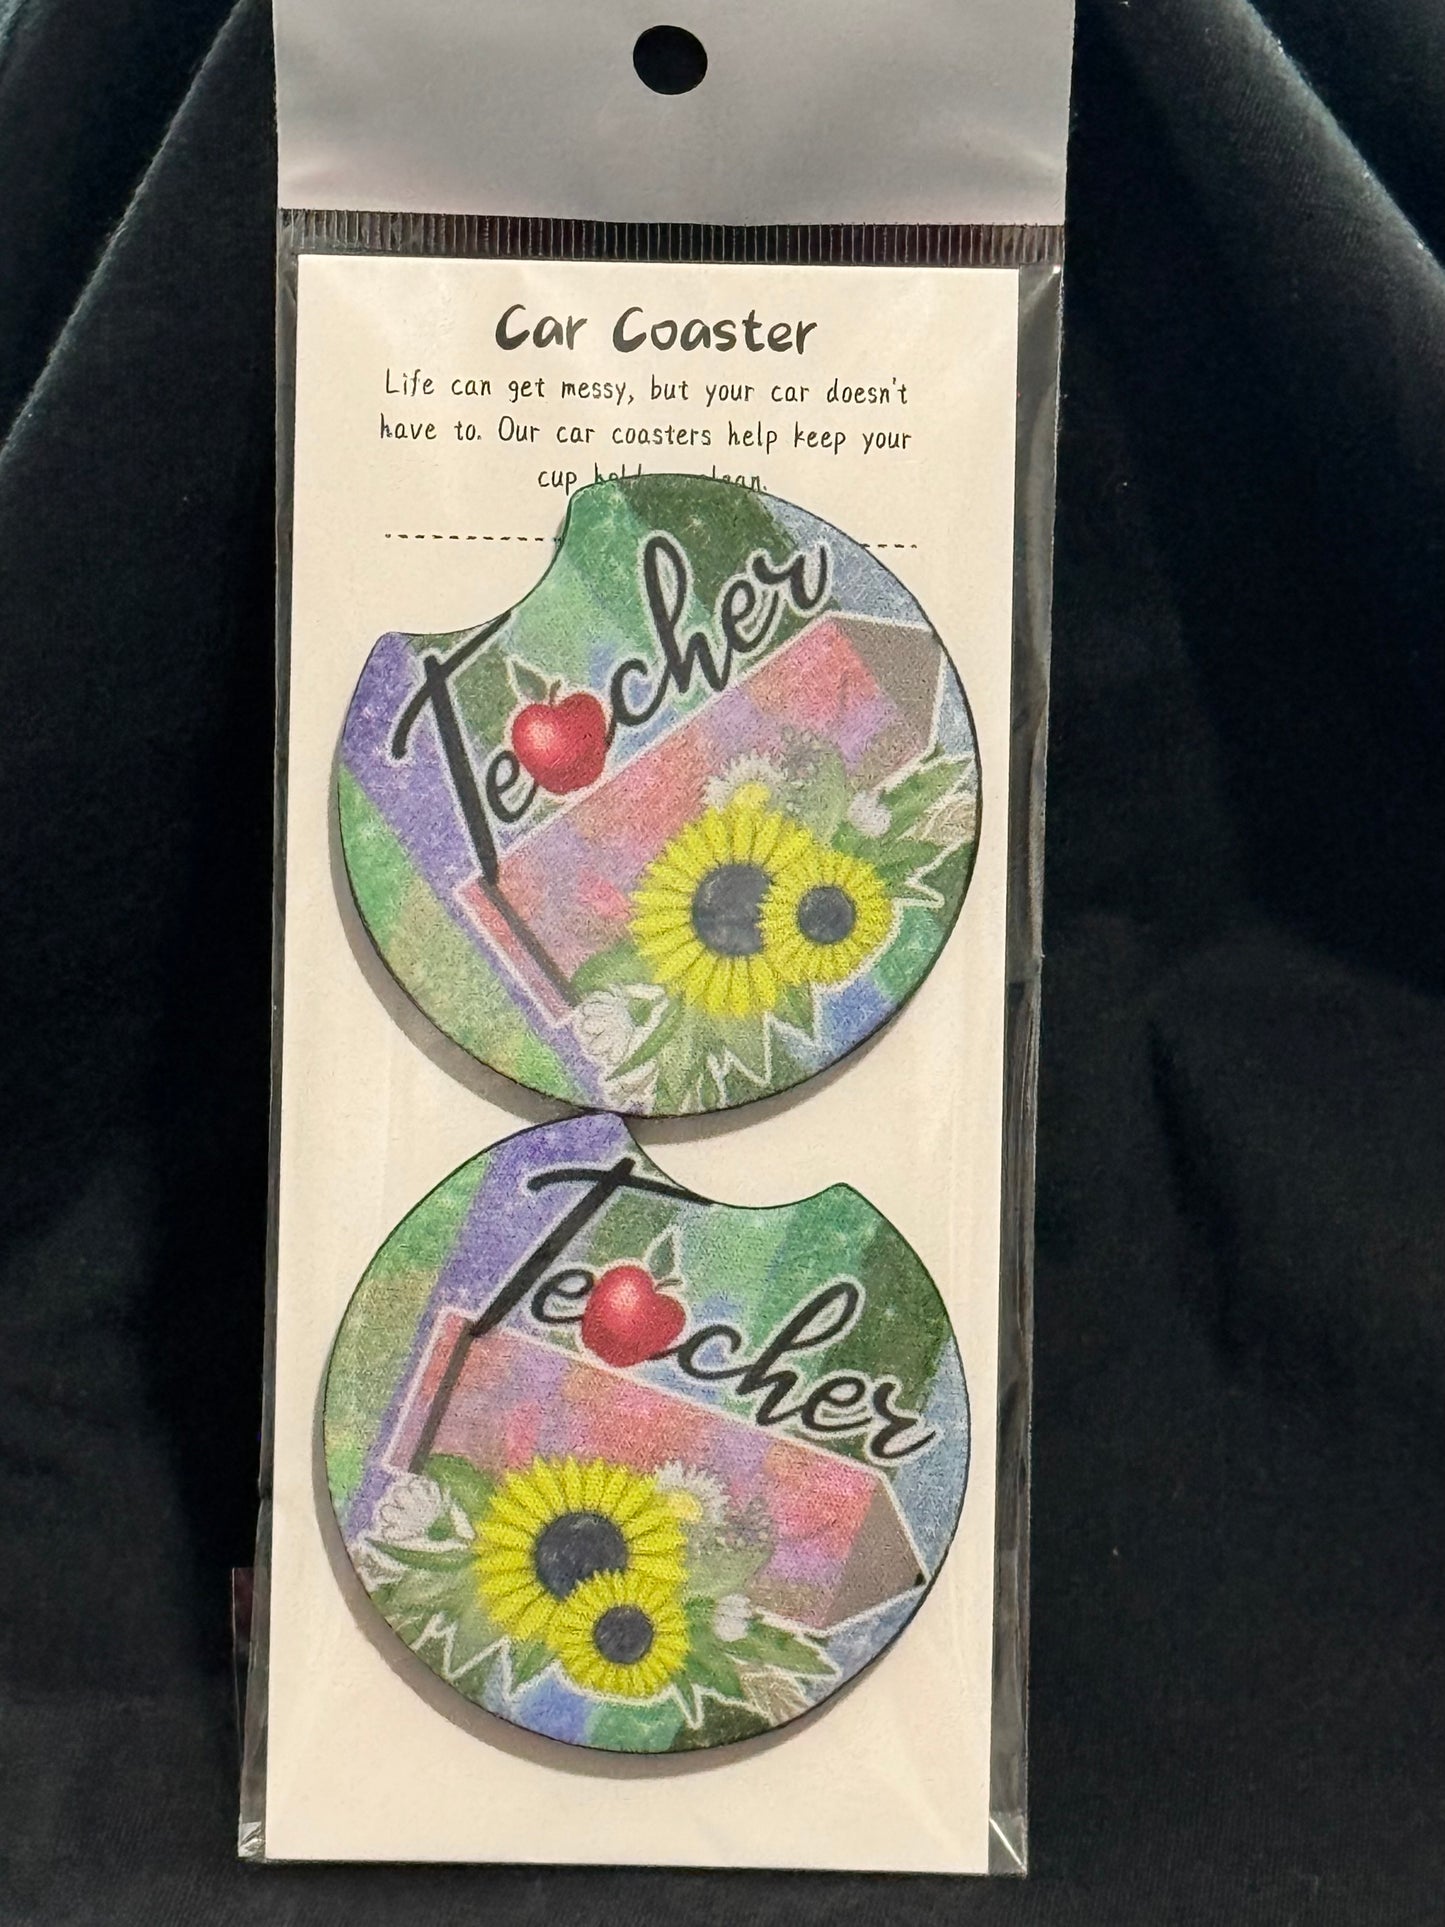 Car Coaster
Life can get messy, but your car doesn't
have to. Our car coasters help keep your
cup
Teacher
Teacher